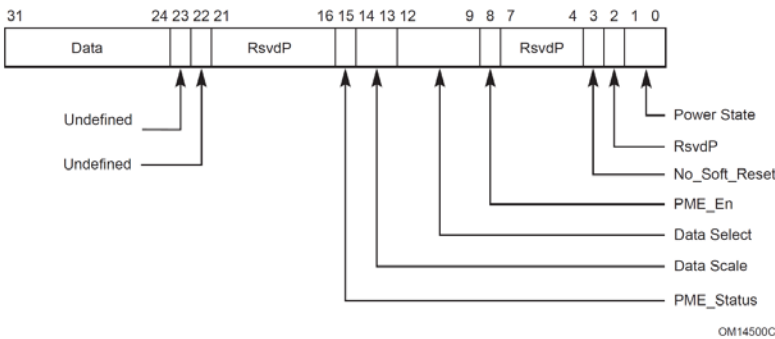 31 24 23 22 21 16 15 14 13 12 9 8 7 4 3 2 1 0
Data RsvdP RsvdP
Undefined
Undefined
Power State
RsvdP
No_Soft_Reset
PME_En
Data Select
Data Scale
PME_Status
OM14500C